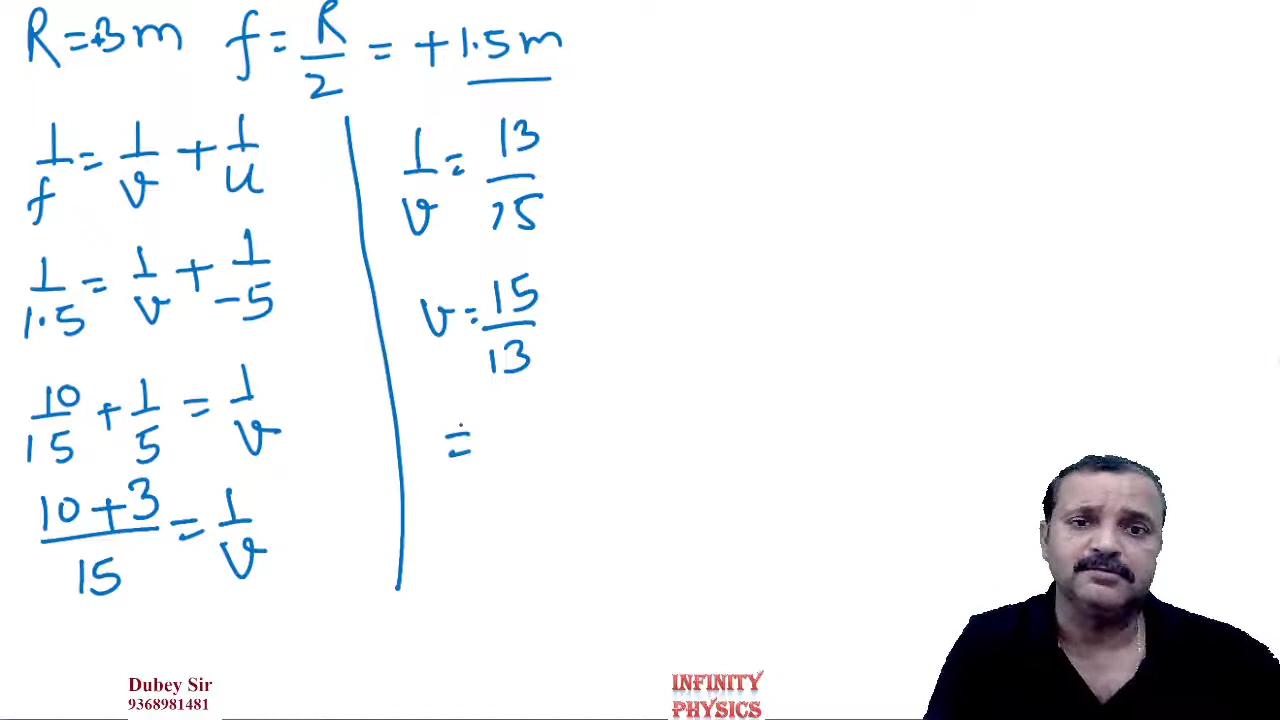 R = +3 m f = R/2 = +1.5 m
1/f = 1/v + 1/u
1/1.5 = 1/v + 1/-5
10/15 + 1/5 = 1/v
10+3/15 = 1/v
1/v = 13/15
v = 15/13
=
Dubey Sir
9368981481
INFINITY
PHYSICS